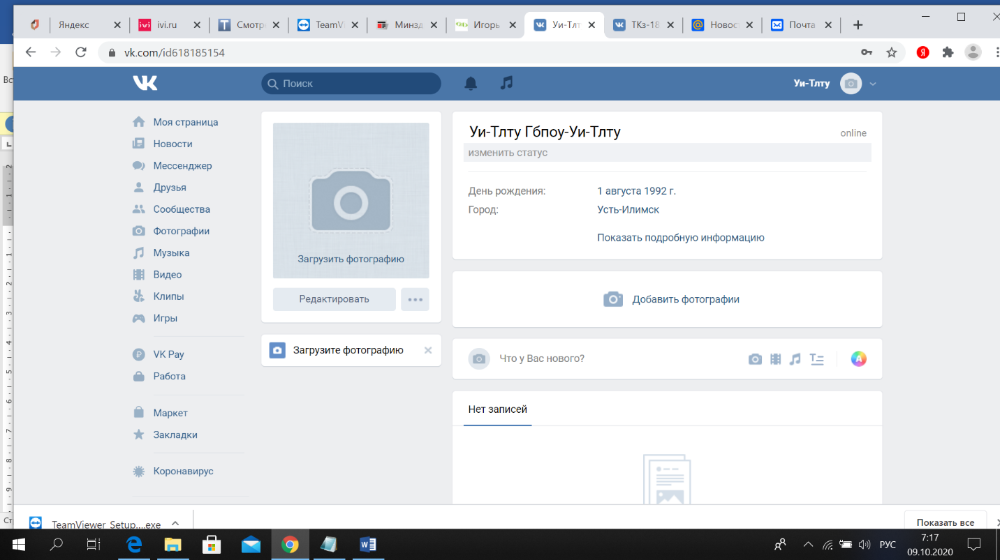 Яндекс
ivi.ru
Смотр
TeamVi
Минзд
Игорь
Уи-Тлт
ТКз-18
Новос
Почта
vk.com/id618185154
Я
Вс
Поиск
Уи-Тлту
Моя страница
Новости
Мессенджер
Друзья
Сообщества
Фотографии
Музыка
Видео
Клипы
Игры
VK Pay
Работа
Маркет
Закладки
Коронавирус
Загрузить фотографию
Редактировать
Загрузите фотографию
Уи-Тлту Гбпоу-Уи-Тлту
online
изменить статус
День рождения: 1 августа 1992 г.
Город: Усть-Илимск
Показать подробную информацию
Добавить фотографии
Что у Вас нового?
Нет записей
Ст
TeamViewer_Setup....exe
Показать все
РУС
7:17
09.10.2020